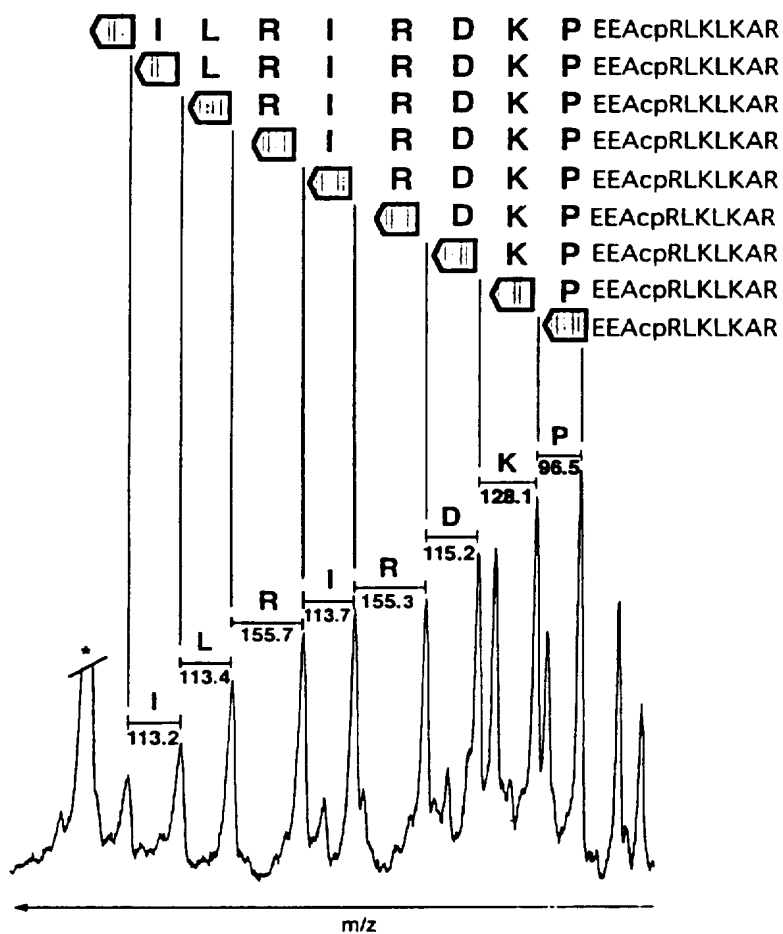 I L R I R D K P EEAcpRLKLKAR
L R I R D K P EEAcpRLKLKAR
R I R D K P EEAcpRLKLKAR
I R D K P EEAcpRLKLKAR
R D K P EEAcpRLKLKAR
D K P EEAcpRLKLKAR
K P EEAcpRLKLKAR
P EEAcpRLKLKAR
EEAcpRLKLKAR
P
96.5
K
128.1
D
115.2
R
155.3
I
113.7
R
155.7
L
113.4
*
I
113.2
m/z